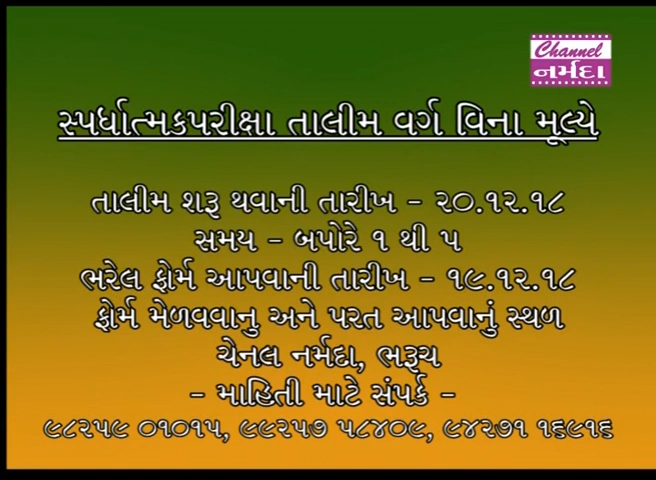 Channel
નર્મદા
સ્પર્ધાત્મકપરીક્ષા તાલીમ વર્ગ વિના મૂલ્યે
તાલીમ શરૂ થવાની તારીખ - ૨૦.૧૨.૧૮
સમય - બપોરે ૧ થી ૫
ભરેલ ફોર્મ આપવાની તારીખ - ૧૯.૧૨.૧૮
ફોર્મ મેળવવાનુ અને પરત આપવાનું સ્થળ
ચેનલ નર્મદા, ભરૂચ
- માહિતી માટે સંપર્ક -
૯૮૨૫૯ ૦૧૦૧૫, ૯૯૨૫૭ ૫૮૪૦૯, ૯૪૨૭૧ ૧૬૯૧૬